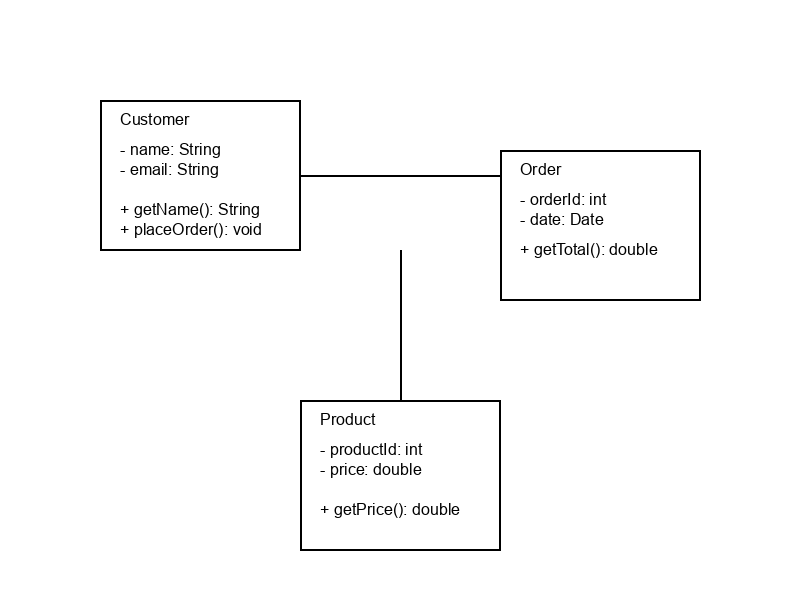 Customer
- name: String
- email: String
+ getName(): String
+ placeOrder(): void
Order
- orderId: int
- date: Date
+ getTotal(): double
Product
- productId: int
- price: double
+ getPrice(): double